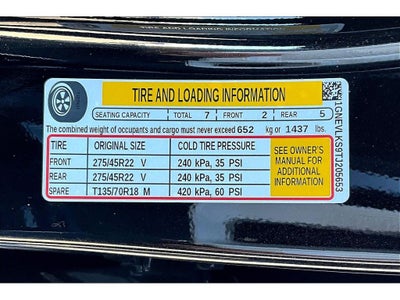 TIRE AND LOADING INFORMATION
SEATING CAPACITY TOTAL 7 FRONT 2 REAR 5
The combined weight of occupants and cargo must never exceed 652 kg or 1437 lbs.
TIRE ORIGINAL SIZE COLD TIRE PRESSURE
FRONT 275/45R22 V 240 kPa, 35 PSI
REAR 275/45R22 V 240 kPa, 35 PSI
SPARE T135/70R18 M 420 kPa, 60 PSI
SEE OWNER'S
MANUAL FOR
ADDITIONAL
INFORMATION
1GNEVLKS9TJ205653